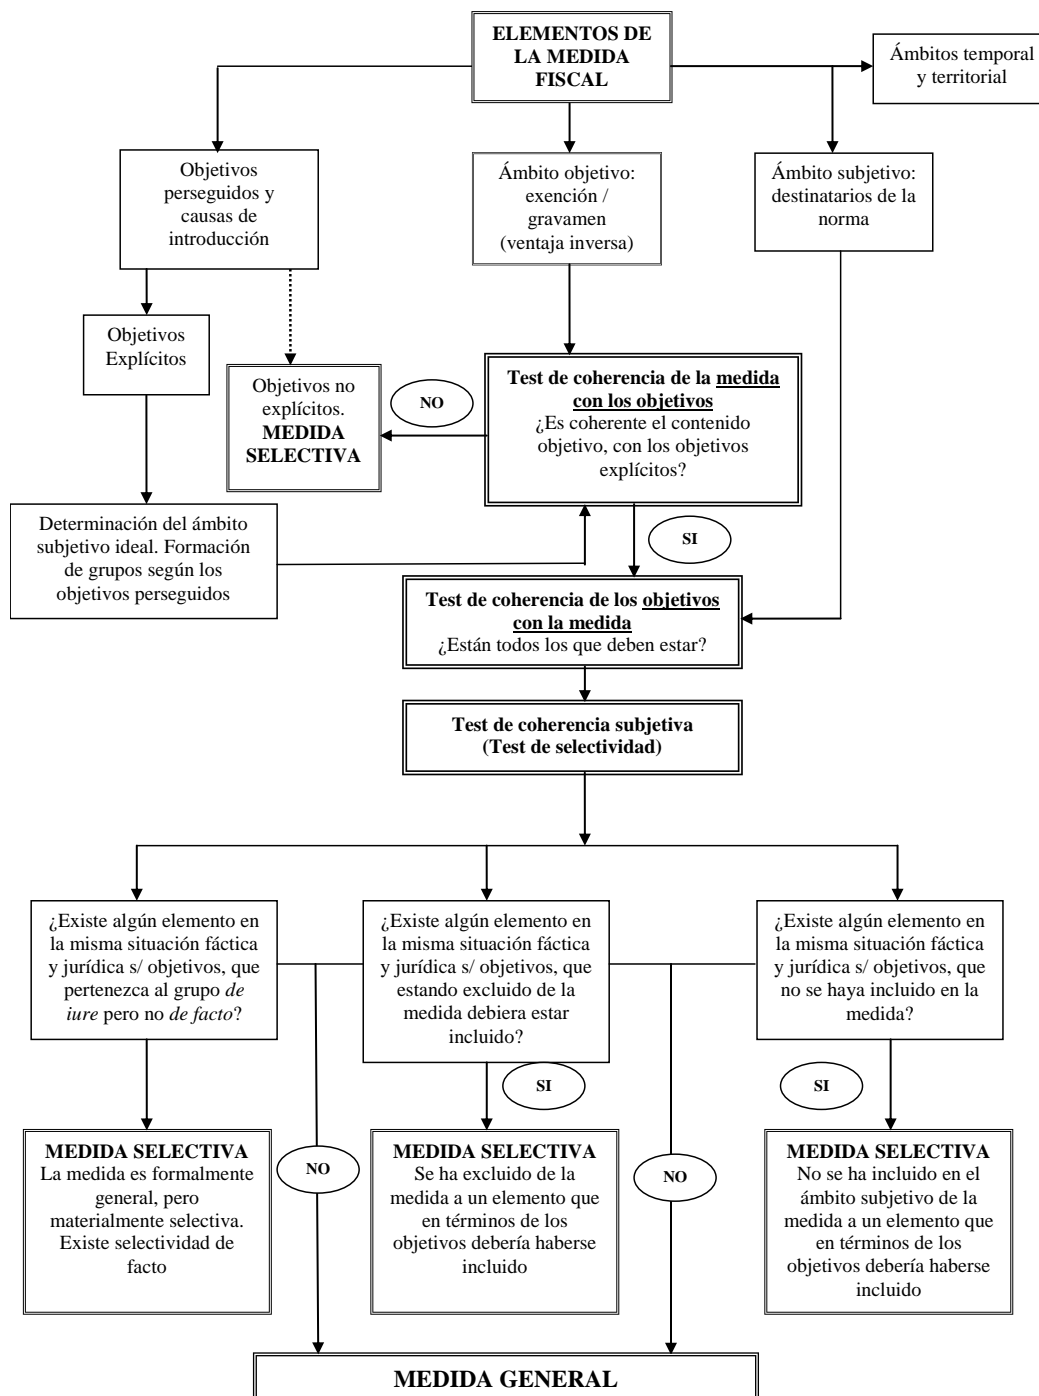 ELEMENTOS DE
LA MEDIDA
FISCAL
Ámbitos temporal
y territorial
Objetivos
perseguidos y
causas de
introducción
Ámbito objetivo:
exención /
gravamen
(ventaja inversa)
Ámbito subjetivo:
destinatarios de la
norma
Objetivos
Explícitos
Objetivos no
explícitos.
MEDIDA
SELECTIVA
NO
Test de coherencia de la medida
con los objetivos
¿Es coherente el contenido
objetivo, con los objetivos
explícitos?
Determinación del ámbito
subjetivo ideal. Formación
de grupos según los
objetivos perseguidos
SI
Test de coherencia de los objetivos
con la medida
¿Están todos los que deben estar?
Test de coherencia subjetiva
(Test de selectividad)
¿Existe algún elemento en
la misma situación fáctica
y jurídica s/ objetivos, que
pertenezca al grupo de
iure pero no de facto?
¿Existe algún elemento en
la misma situación fáctica
y jurídica s/ objetivos, que
estando excluido de la
medida debiera estar
incluido?
¿Existe algún elemento en
la misma situación fáctica
y jurídica s/ objetivos, que
no se haya incluido en la
medida?
SI
SI
MEDIDA SELECTIVA
La medida es formalmente
general, pero
materialmente selectiva.
Existe selectividad de
facto
NO
MEDIDA SELECTIVA
Se ha excluido de la
medida a un elemento que
en términos de los
objetivos debería haberse
incluido
NO
MEDIDA SELECTIVA
No se ha incluido en el
ámbito subjetivo de la
medida a un elemento que
en términos de los
objetivos debería haberse
incluido
MEDIDA GENERAL